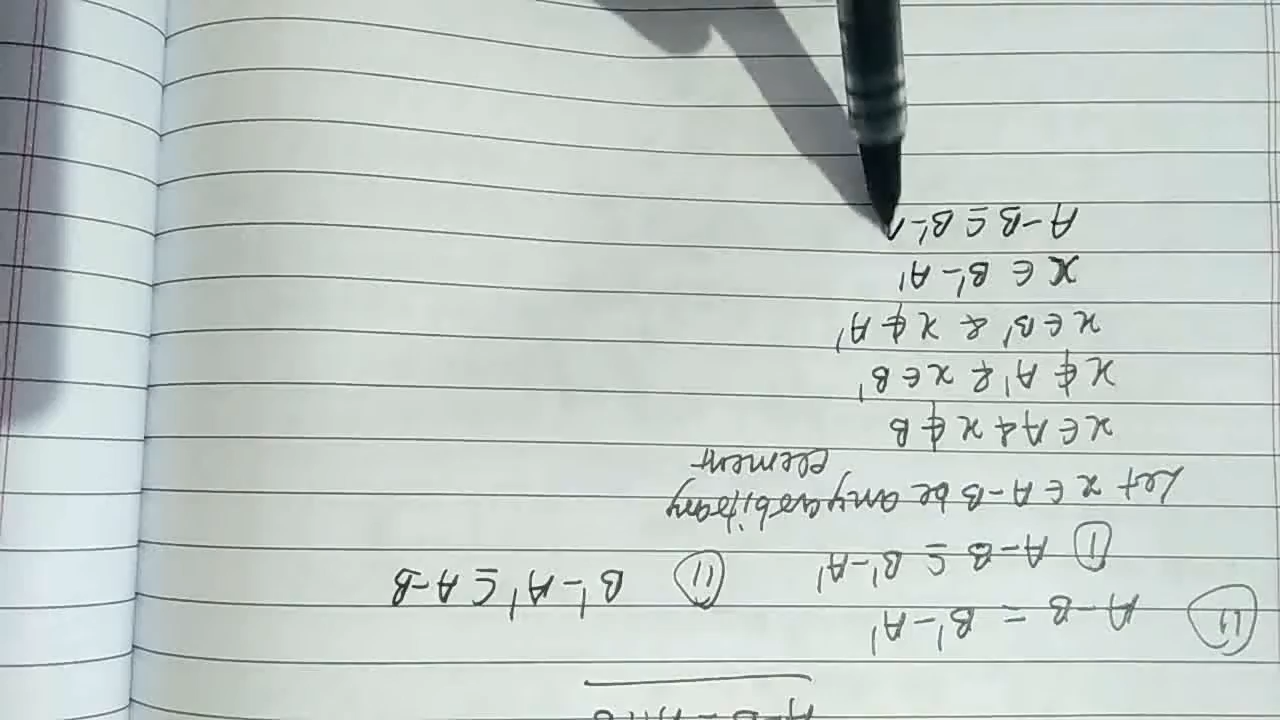 (ii) A-B = B'-A'
(i) A-B ⊆ B'-A' (ii) B'-A' ⊆ A-B
Let x ∈ A-B be any arbitrary
element
x ∈ A & x ∉ B
x ∉ A' & x ∈ B'
x ∈ B' & x ∉ A'
x ∈ B'-A'
A-B ⊆ B'-